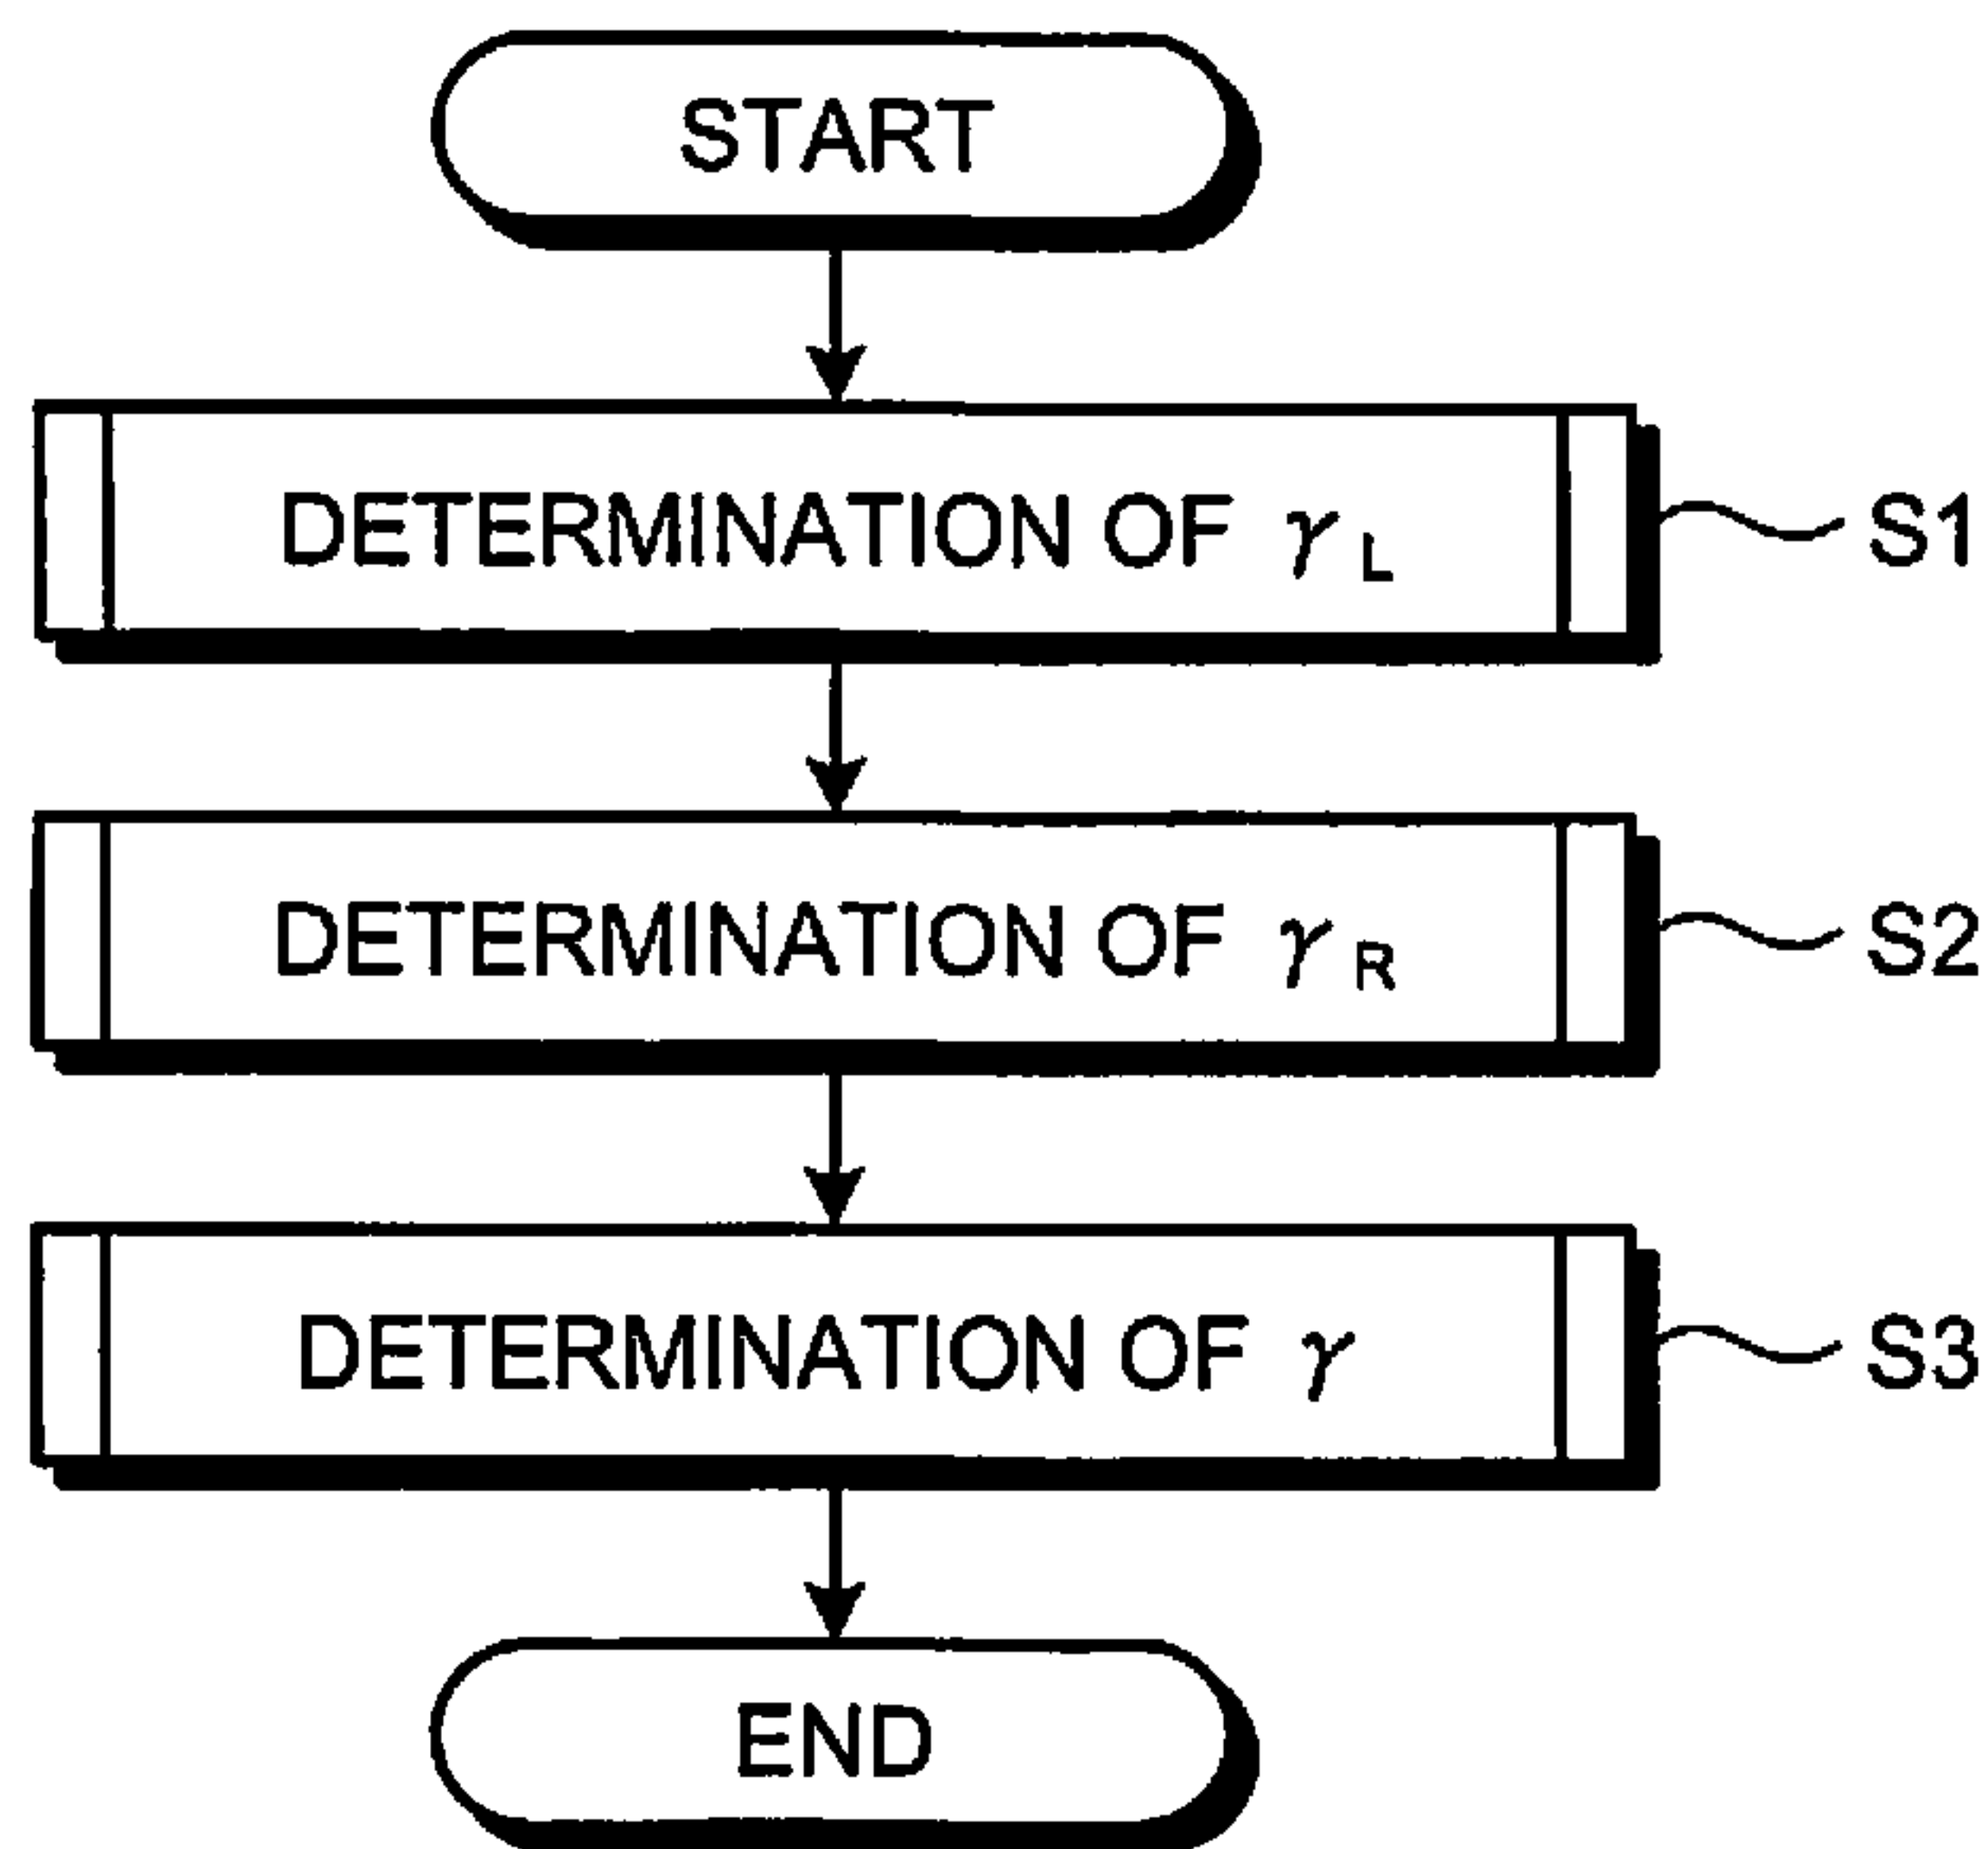 START
DETERMINATION OF γL
S1
DETERMINATION OF γR
S2
DETERMINATION OF γ
S3
END